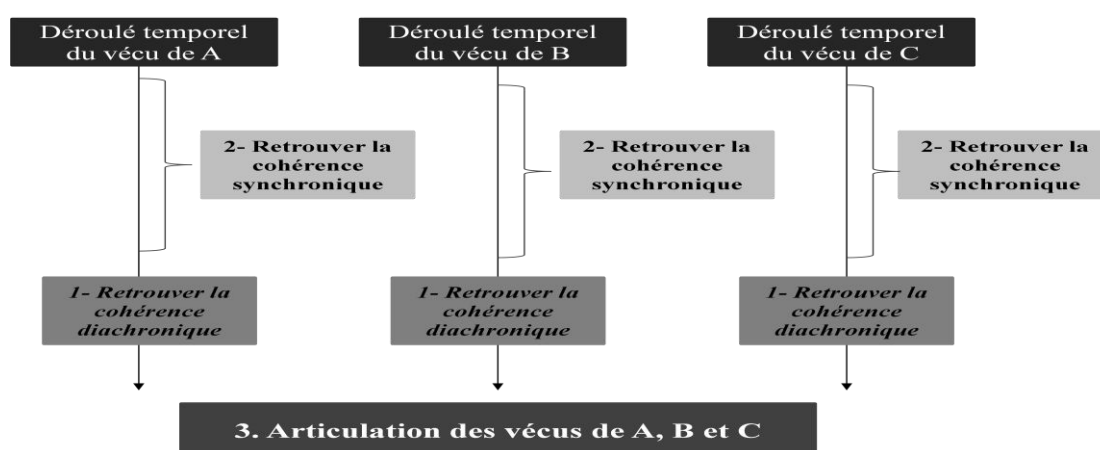 Déroulé temporel
du vécu de A
Déroulé temporel
du vécu de B
Déroulé temporel
du vécu de C
2- Retrouver la
cohérence
synchronique
2- Retrouver la
cohérence
synchronique
2- Retrouver la
cohérence
synchronique
1- Retrouver la
cohérence
diachronique
1- Retrouver la
cohérence
diachronique
1- Retrouver la
cohérence
diachronique
3. Articulation des vécus de A, B et C